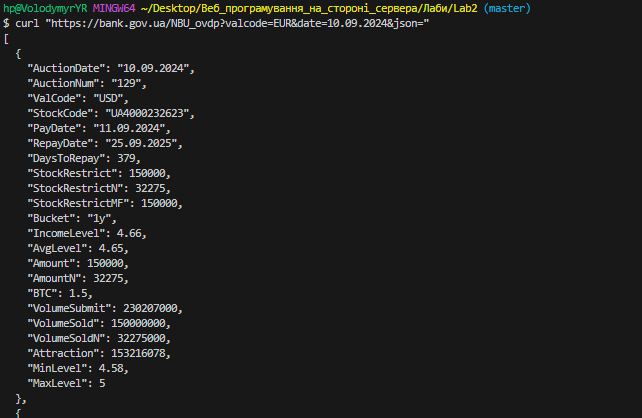 hp@VolodymyrYR MINGW64 ~/Desktop/Веб_програмування_на_стороні_сервера/Лаби/Lab2 (master)
$ curl "https://bank.gov.ua/NBU_ovdp?valcode=EUR&date=10.09.2024&json="
[
  {
    "AuctionDate": "10.09.2024",
    "AuctionNum": "129",
    "ValCode": "USD",
    "StockCode": "UA4000232623",
    "PayDate": "11.09.2024",
    "RepayDate": "25.09.2025",
    "DaysToRepay": 379,
    "StockRestrict": 150000,
    "StockRestrictN": 32275,
    "StockRestrictMF": 150000,
    "Bucket": "1y",
    "IncomeLevel": 4.66,
    "AvgLevel": 4.65,
    "Amount": 150000,
    "AmountN": 32275,
    "BTC": 1.5,
    "VolumeSubmit": 230207000,
    "VolumeSold": 150000000,
    "VolumeSoldN": 32275000,
    "Attraction": 153216078,
    "MinLevel": 4.58,
    "MaxLevel": 5
  },
  {